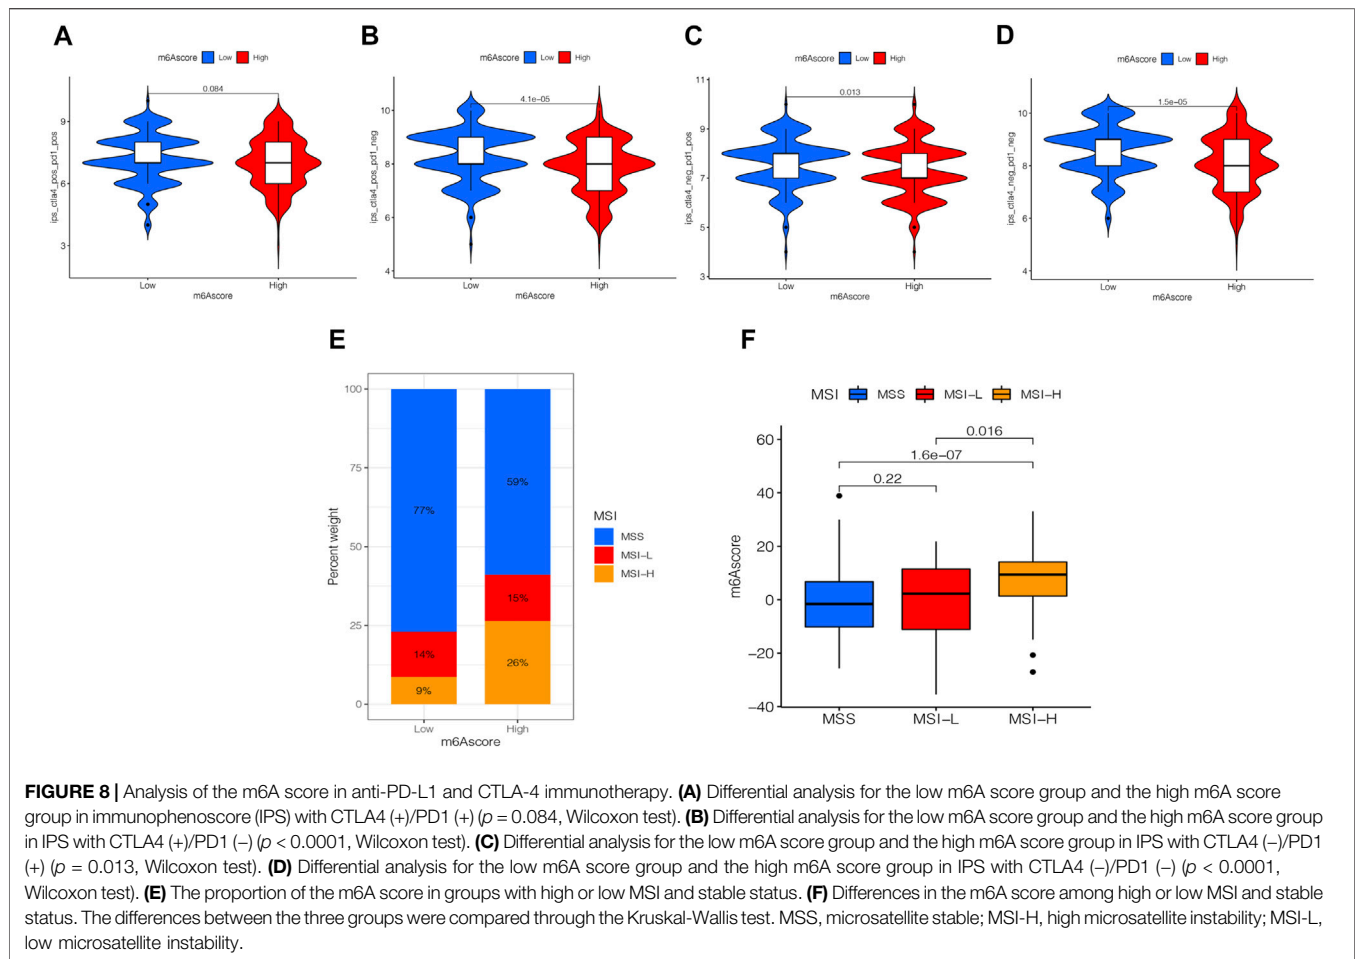 A
m6Ascore Low High
0.084
9
6
3
ips_ctla4_pos_pd1_pos
Low High
m6Ascore
B
m6Ascore Low High
4.1e−05
10
8
6
4
ips_ctla4_pos_pd1_neg
Low High
m6Ascore
C
m6Ascore Low High
0.013
11
9
7
5
3
ips_ctla4_neg_pd1_pos
Low High
m6Ascore
D
m6Ascore Low High
1.5e−05
10
8
6
4
ips_ctla4_neg_pd1_neg
Low High
m6Ascore
E
100
75
50
25
0
Percent weight
77%
14%
9%
59%
15%
26%
Low High
m6Ascore
MSI
MSS
MSI−L
MSI−H
F
MSI MSS MSI−L MSI−H
0.016
1.6e−07
0.22
60
40
20
0
−20
−40
m6Ascore
MSS MSI−L MSI−H
FIGURE 8 | Analysis of the m6A score in anti-PD-L1 and CTLA-4 immunotherapy. (A) Differential analysis for the low m6A score group and the high m6A score
group in immunophenoscore (IPS) with CTLA4 (+)/PD1 (+) (p = 0.084, Wilcoxon test). (B) Differential analysis for the low m6A score group and the high m6A score group
in IPS with CTLA4 (+)/PD1 (−) (p < 0.0001, Wilcoxon test). (C) Differential analysis for the low m6A score group and the high m6A score group in IPS with CTLA4 (−)/PD1
(+) (p = 0.013, Wilcoxon test). (D) Differential analysis for the low m6A score group and the high m6A score group in IPS with CTLA4 (−)/PD1 (−) (p < 0.0001,
Wilcoxon test). (E) The proportion of the m6A score in groups with high or low MSI and stable status. (F) Differences in the m6A score among high or low MSI and stable
status. The differences between the three groups were compared through the Kruskal-Wallis test. MSS, microsatellite stable; MSI-H, high microsatellite instability; MSI-L,
low microsatellite instability.